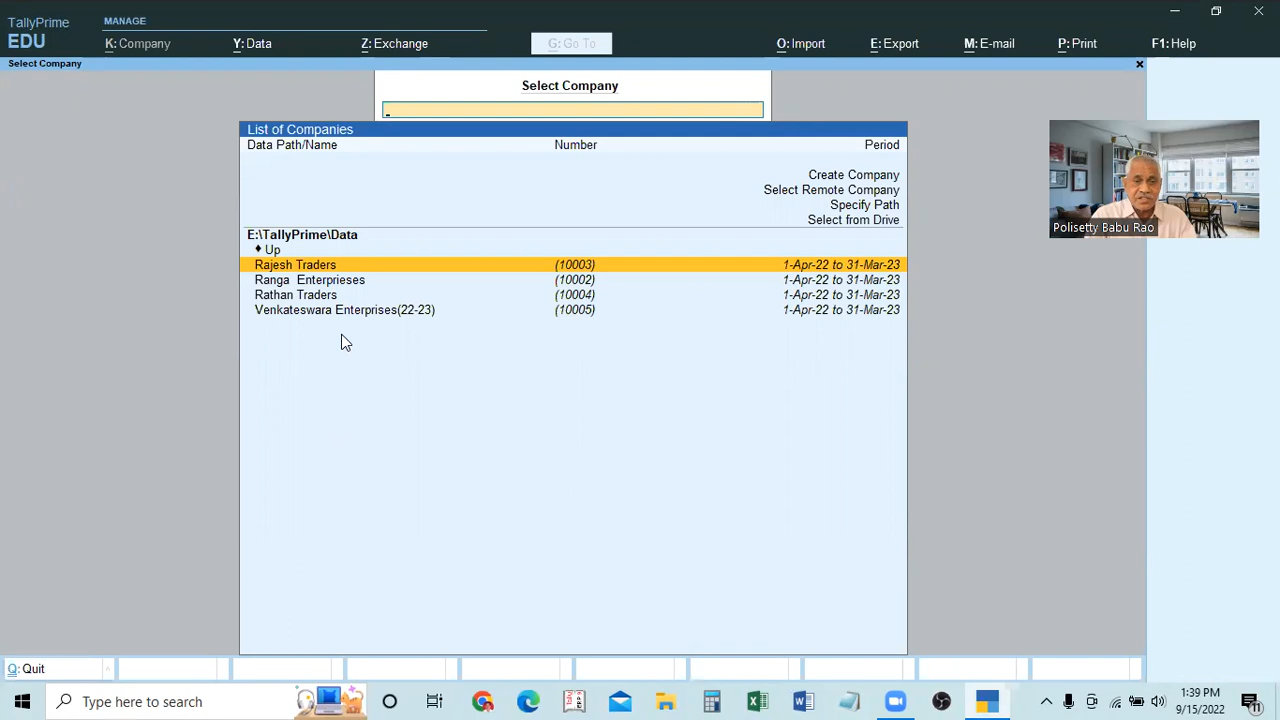 TallyPrime
EDU
MANAGE
K: Company
Y: Data
Z: Exchange
G: Go To
O: Import
E: Export
M: E-mail
P: Print
F1: Help
Select Company
Select Company
List of Companies
Data Path/Name Number Period
Create Company
Select Remote Company
Specify Path
Select from Drive
E:\TallyPrime\Data
♦ Up
Rajesh Traders (10003) 1-Apr-22 to 31-Mar-23
Ranga Enterprieses (10002) 1-Apr-22 to 31-Mar-23
Rathan Traders (10004) 1-Apr-22 to 31-Mar-23
Venkateswara Enterprises(22-23) (10005) 1-Apr-22 to 31-Mar-23
Polisetty Babu Rao
Q: Quit
Type here to search
1:39 PM
9/15/2022